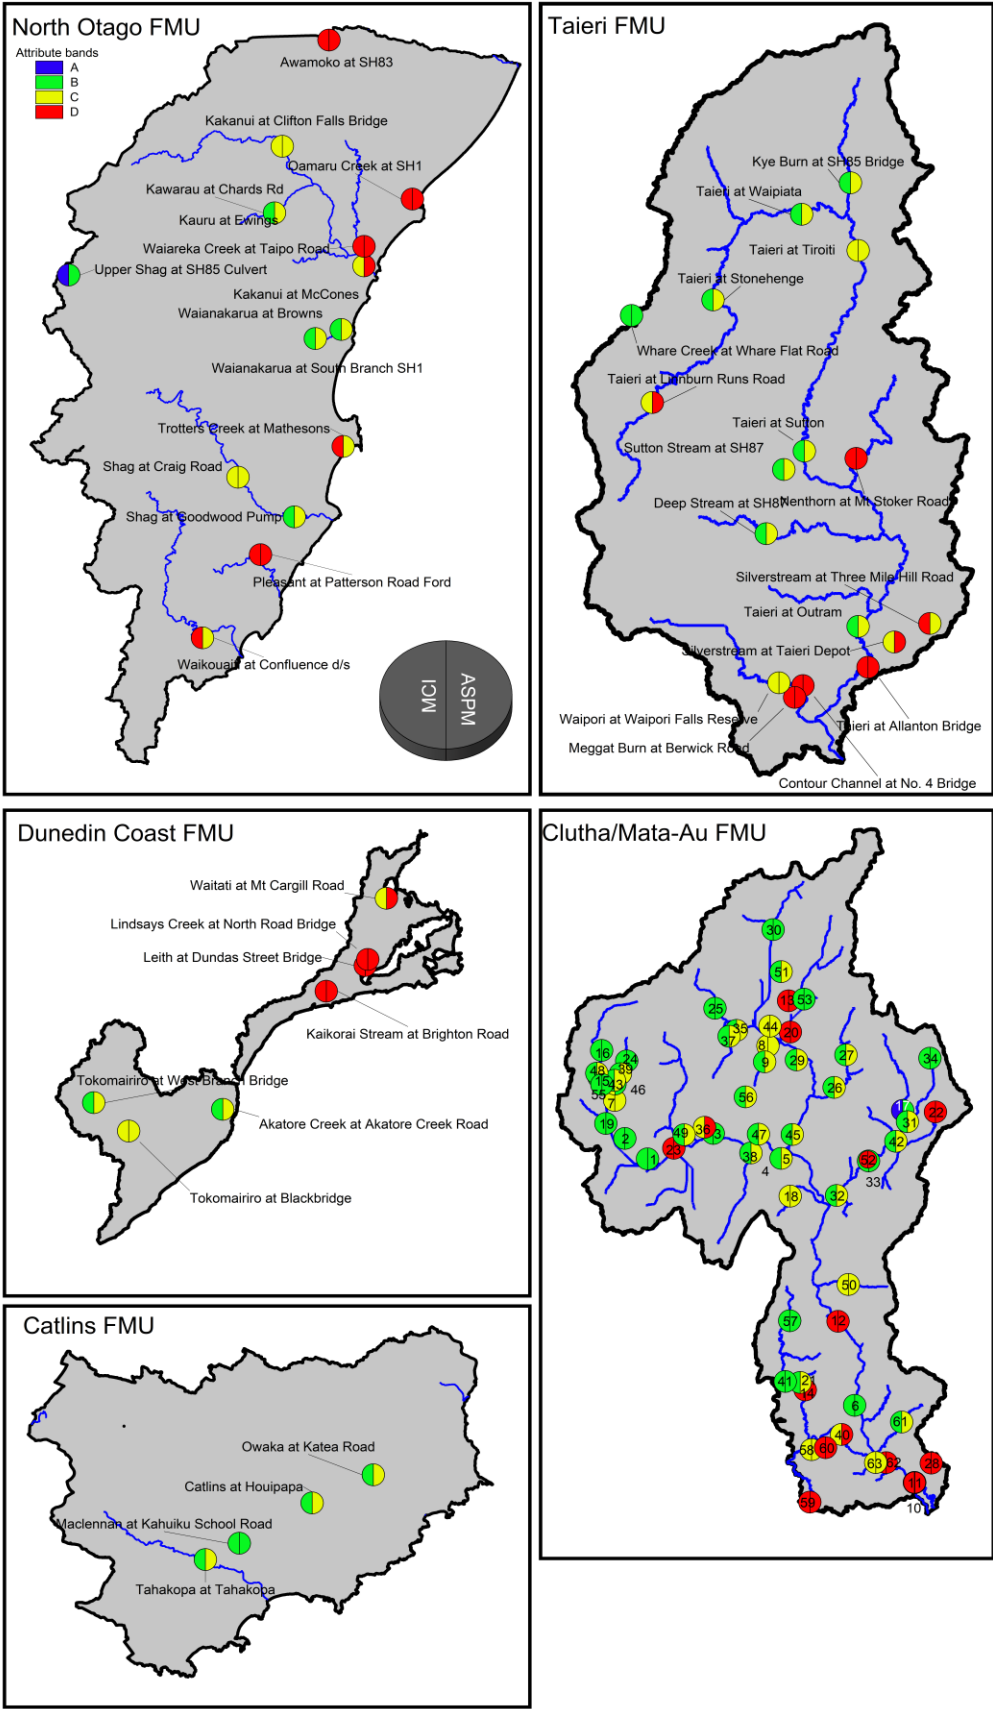 North Otago FMU
Attribute bands
A
B
C
D
Awamoko at SH83
Kakanui at Clifton Falls Bridge
Oamaru Creek at SH1
Kawarau at Chards Rd
Kauru at Ewings
Waiareka Creek at Taipo Road
Upper Shag at SH85 Culvert
Kakanui at McCones
Waianakarua at Browns
Waianakarua at South Branch SH1
Trotters Creek at Mathesons
Shag at Craig Road
Shag at Goodwood Pump
Pleasant at Patterson Road Ford
Waikouaiti at Confluence d/s
MCI
ASPM
Taieri FMU
Kye Burn at SH85 Bridge
Taieri at Waipiata
Taieri at Tiroiti
Taieri at Stonehenge
Whare Creek at Whare Flat Road
Taieri at Linnburn Runs Road
Taieri at Sutton
Sutton Stream at SH87
Deep Stream at SH87
Nenthorn at Mt Stoker Road
Silverstream at Three Mile Hill Road
Taieri at Outram
Silverstream at Taieri Depot
Waipori at Waipori Falls Reserve
Taieri at Allanton Bridge
Meggat Burn at Berwick Road
Contour Channel at No. 4 Bridge
Dunedin Coast FMU
Waitati at Mt Cargill Road
Lindsays Creek at North Road Bridge
Leith at Dundas Street Bridge
Kaikorai Stream at Brighton Road
Tokomairiro at West Branch Bridge
Akatore Creek at Akatore Creek Road
Tokomairiro at Blackbridge
Clutha/Mata-Au FMU
30
51
13
53
25
35
44
20
37
8
16
24
9
29
27
34
48
39
15
43
46
26
55
7
56
17
22
19
31
2
36
3
49
47
45
42
23
1
38
5
52
4
33
18
32
50
57
12
41
21
14
6
61
40
58
60
63
62
28
11
59
10
Catlins FMU
Owaka at Katea Road
Catlins at Houipapa
Maclennan at Kahuiku School Road
Tahakopa at Tahakopa